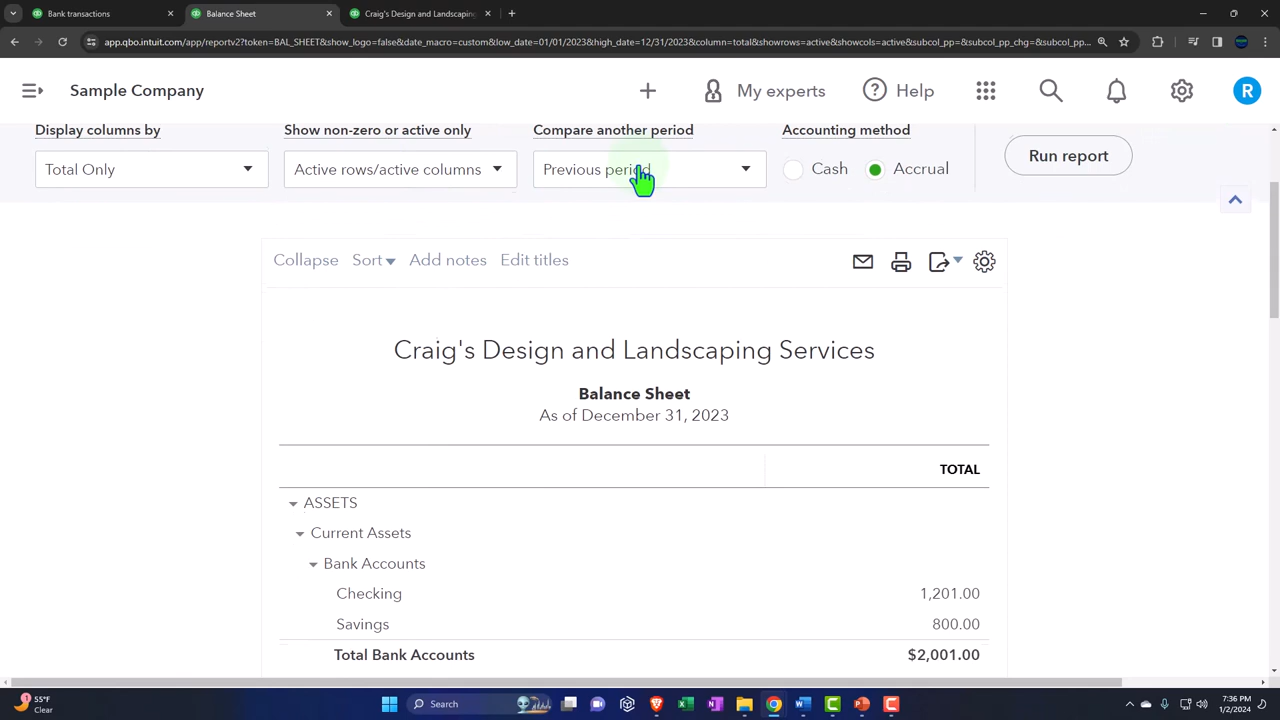 Bank transactions
Balance Sheet
Craig's Design and Landscaping
app.qbo.intuit.com/app/reportv2?token=BAL_SHEET&show_logo=false&date_macro=custom&low_date=01/01/2023&high_date=12/31/2023&column=total&showrows=active&showcols=active&subcol_pp=&subcol_pp_chg=&subcol_pp...
Sample Company
My experts
Help
R
Display columns by
Show non-zero or active only
Compare another period
Accounting method
Total Only
Active rows/active columns
Previous period
Cash
Accrual
Run report
Collapse
Sort
Add notes
Edit titles
Craig's Design and Landscaping Services
Balance Sheet
As of December 31, 2023
TOTAL
ASSETS
Current Assets
Bank Accounts
Checking 1,201.00
Savings 800.00
Total Bank Accounts $2,001.00
55°F
Clear
Search
7:36 PM
1/2/2024